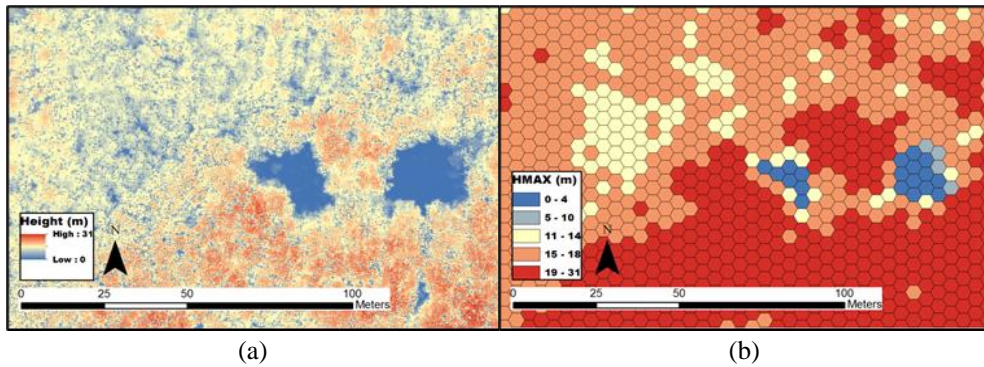 Height (m)
High : 31
Low : 0
N
0 25 50 100
Meters
HMAX (m)
0 - 4
5 - 10
11 - 14
15 - 18
19 - 31
N
0 25 50 100
Meters
(a) (b)